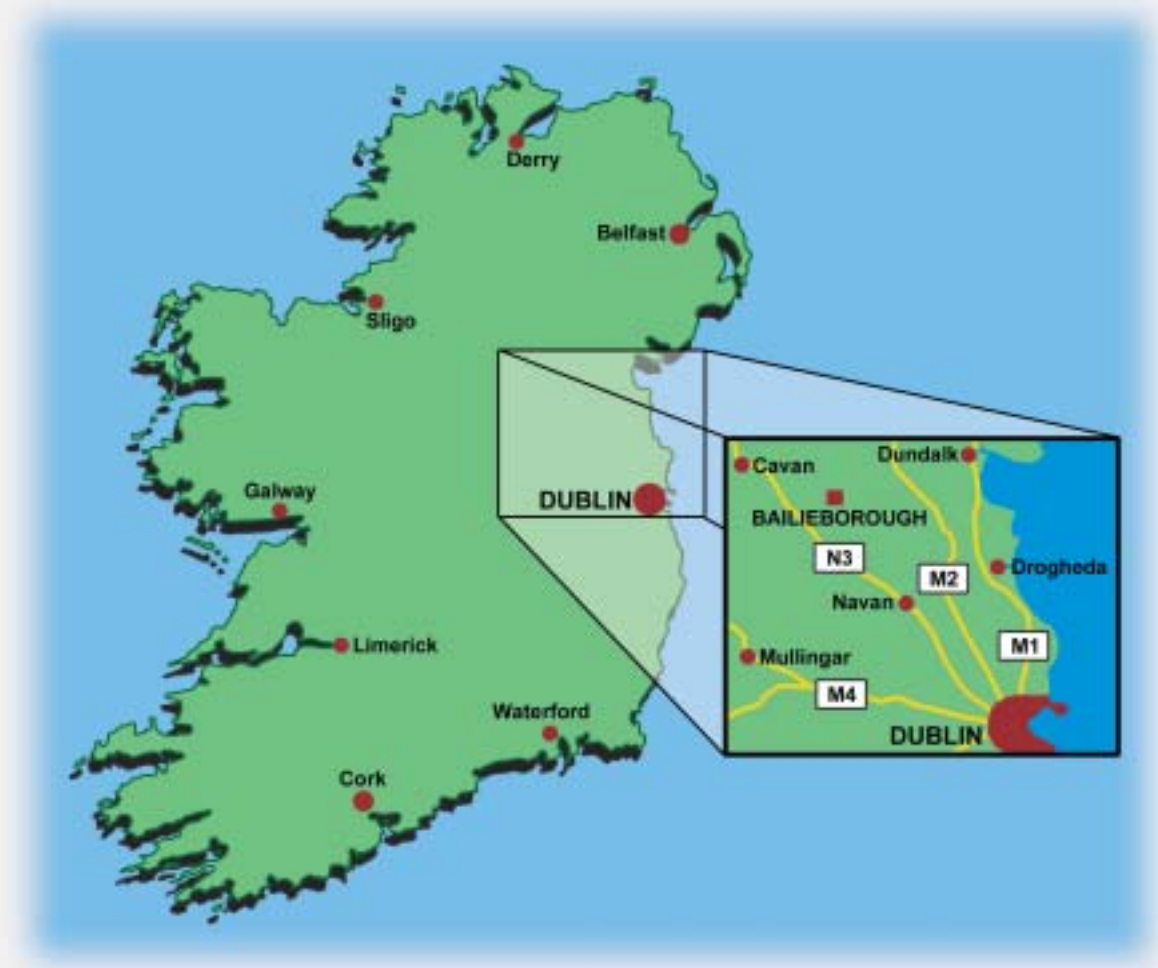 Derry
Belfast
Sligo
Galway
DUBLIN
Limerick
Waterford
Cork
Cavan
Dundalk
BAILIEBOROUGH
N3
M2
Drogheda
Navan
M1
Mullingar
M4
DUBLIN